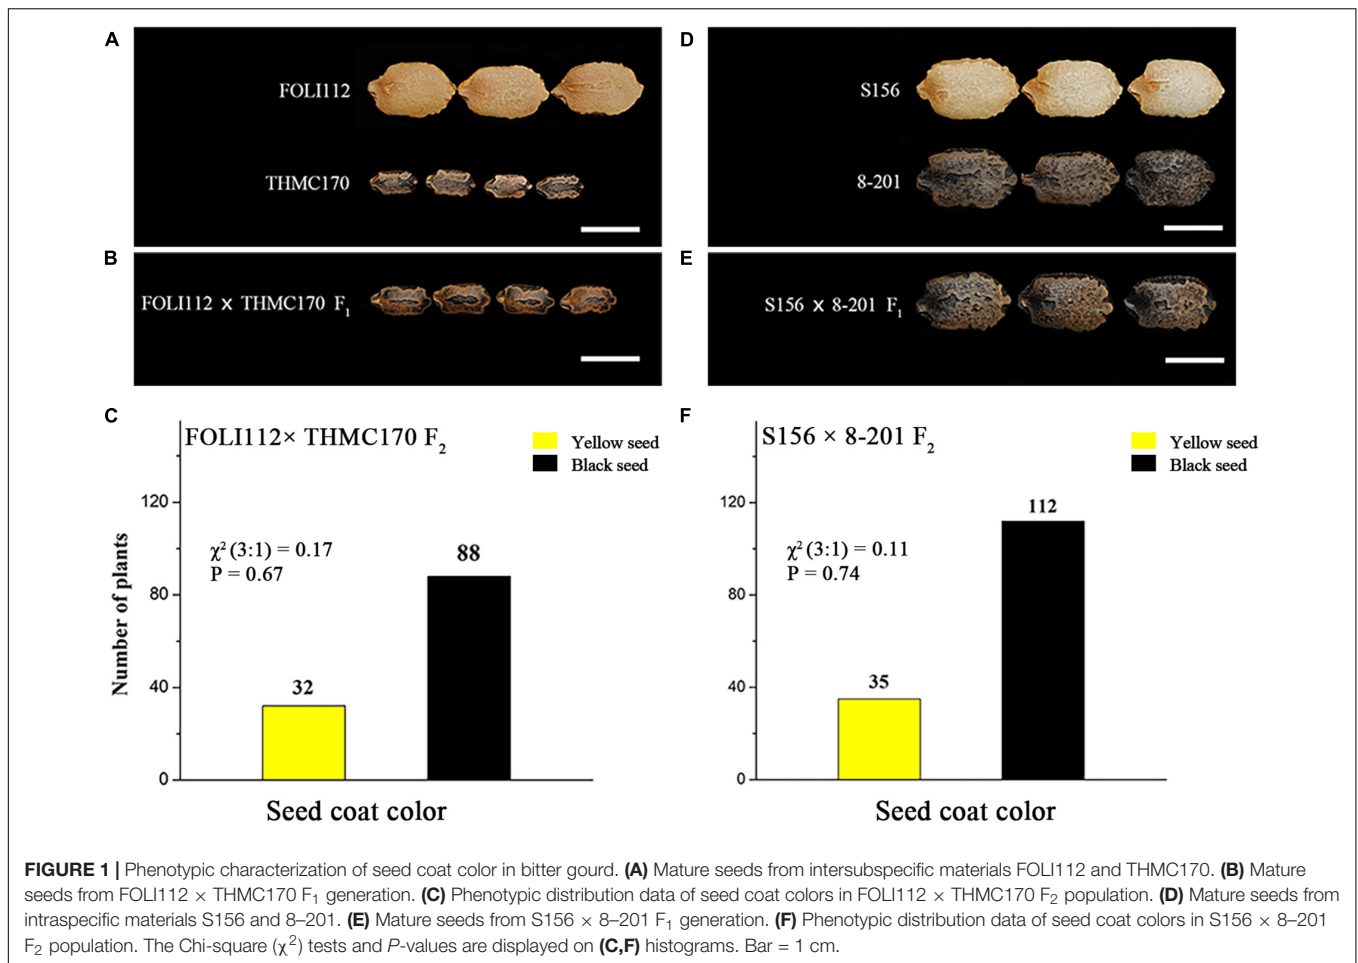 A
FOLI112
THMC170
B
FOLI112 x THMC170 F1
C
FOLI112× THMC170 F2
Yellow seed
Black seed
χ2 (3:1) = 0.17
P = 0.67
120
80
40
0
Number of plants
32
88
Seed coat color
D
S156
8-201
E
S156 x 8-201 F1
F
S156 × 8-201 F2
Yellow seed
Black seed
χ2 (3:1) = 0.11
P = 0.74
120
80
40
0
35
112
Seed coat color
FIGURE 1 | Phenotypic characterization of seed coat color in bitter gourd. (A) Mature seeds from intersubspecific materials FOLI112 and THMC170. (B) Mature
seeds from FOLI112 × THMC170 F1 generation. (C) Phenotypic distribution data of seed coat colors in FOLI112 × THMC170 F2 population. (D) Mature seeds from
intraspecific materials S156 and 8–201. (E) Mature seeds from S156 × 8–201 F1 generation. (F) Phenotypic distribution data of seed coat colors in S156 × 8–201
F2 population. The Chi-square (χ2) tests and P-values are displayed on (C,F) histograms. Bar = 1 cm.